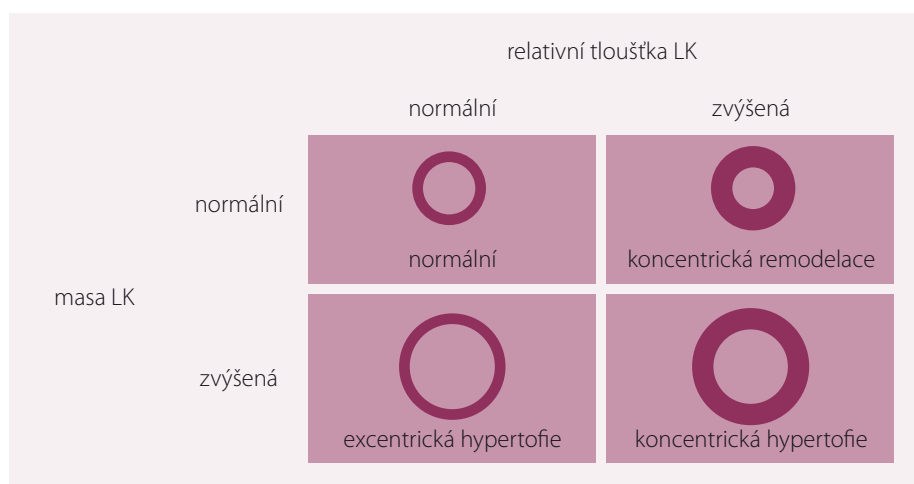 relativní tloušťka LK
normální zvýšená
normální
normální koncentrická remodelace
masa LK
zvýšená
excentrická hypertofie koncentrická hypertofie